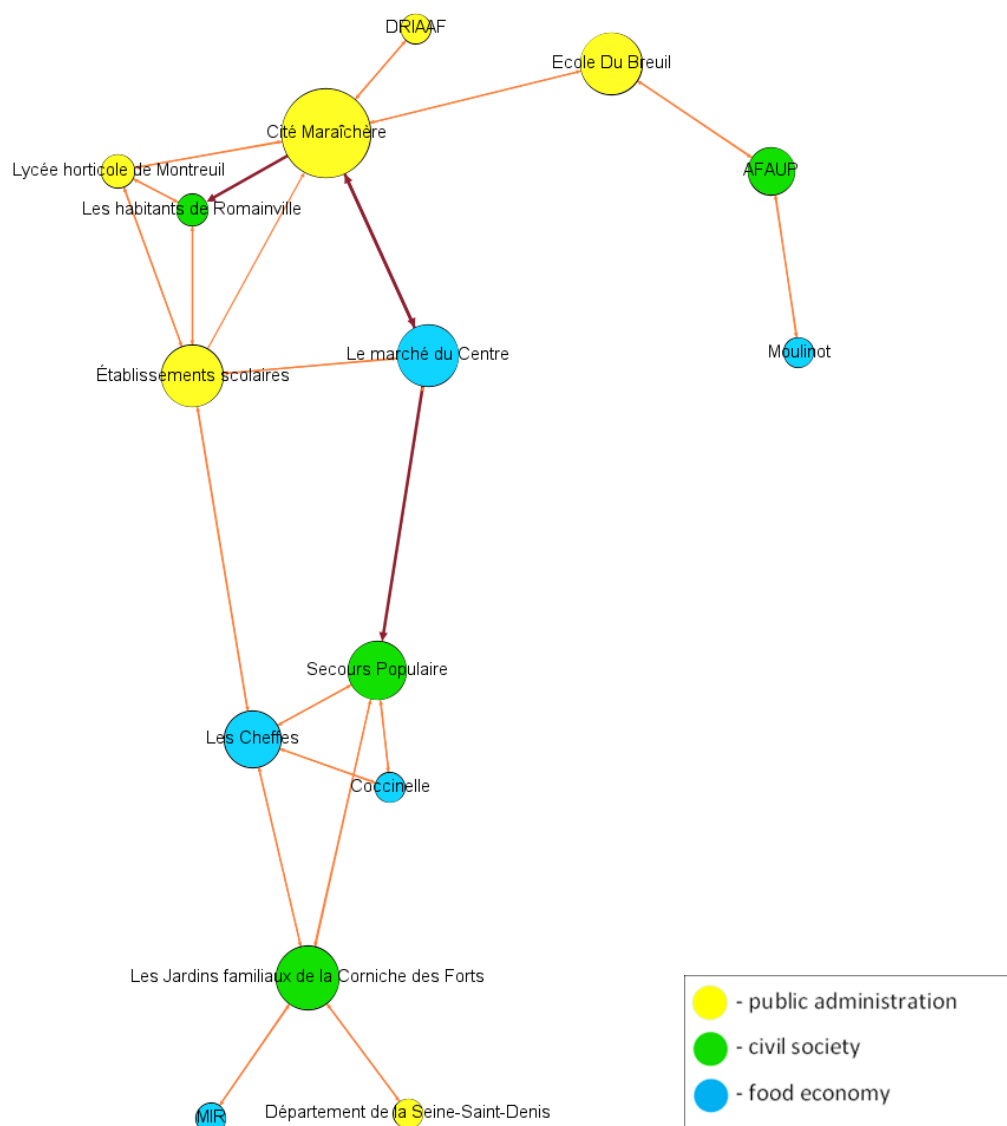 DRIAAF
Ecole Du Breuil
Cité Maraîchère
Lycée horticole de Montreuil
AFAUP
Les habitants de Romainville
Le marché du Centre
Moulinot
Établissements scolaires
Secours Populaire
Les Cheffes
Coccinelle
Les Jardins familiaux de la Corniche des Forts
- public administration
- civil society
- food economy
MIR
Département de la Seine-Saint-Denis